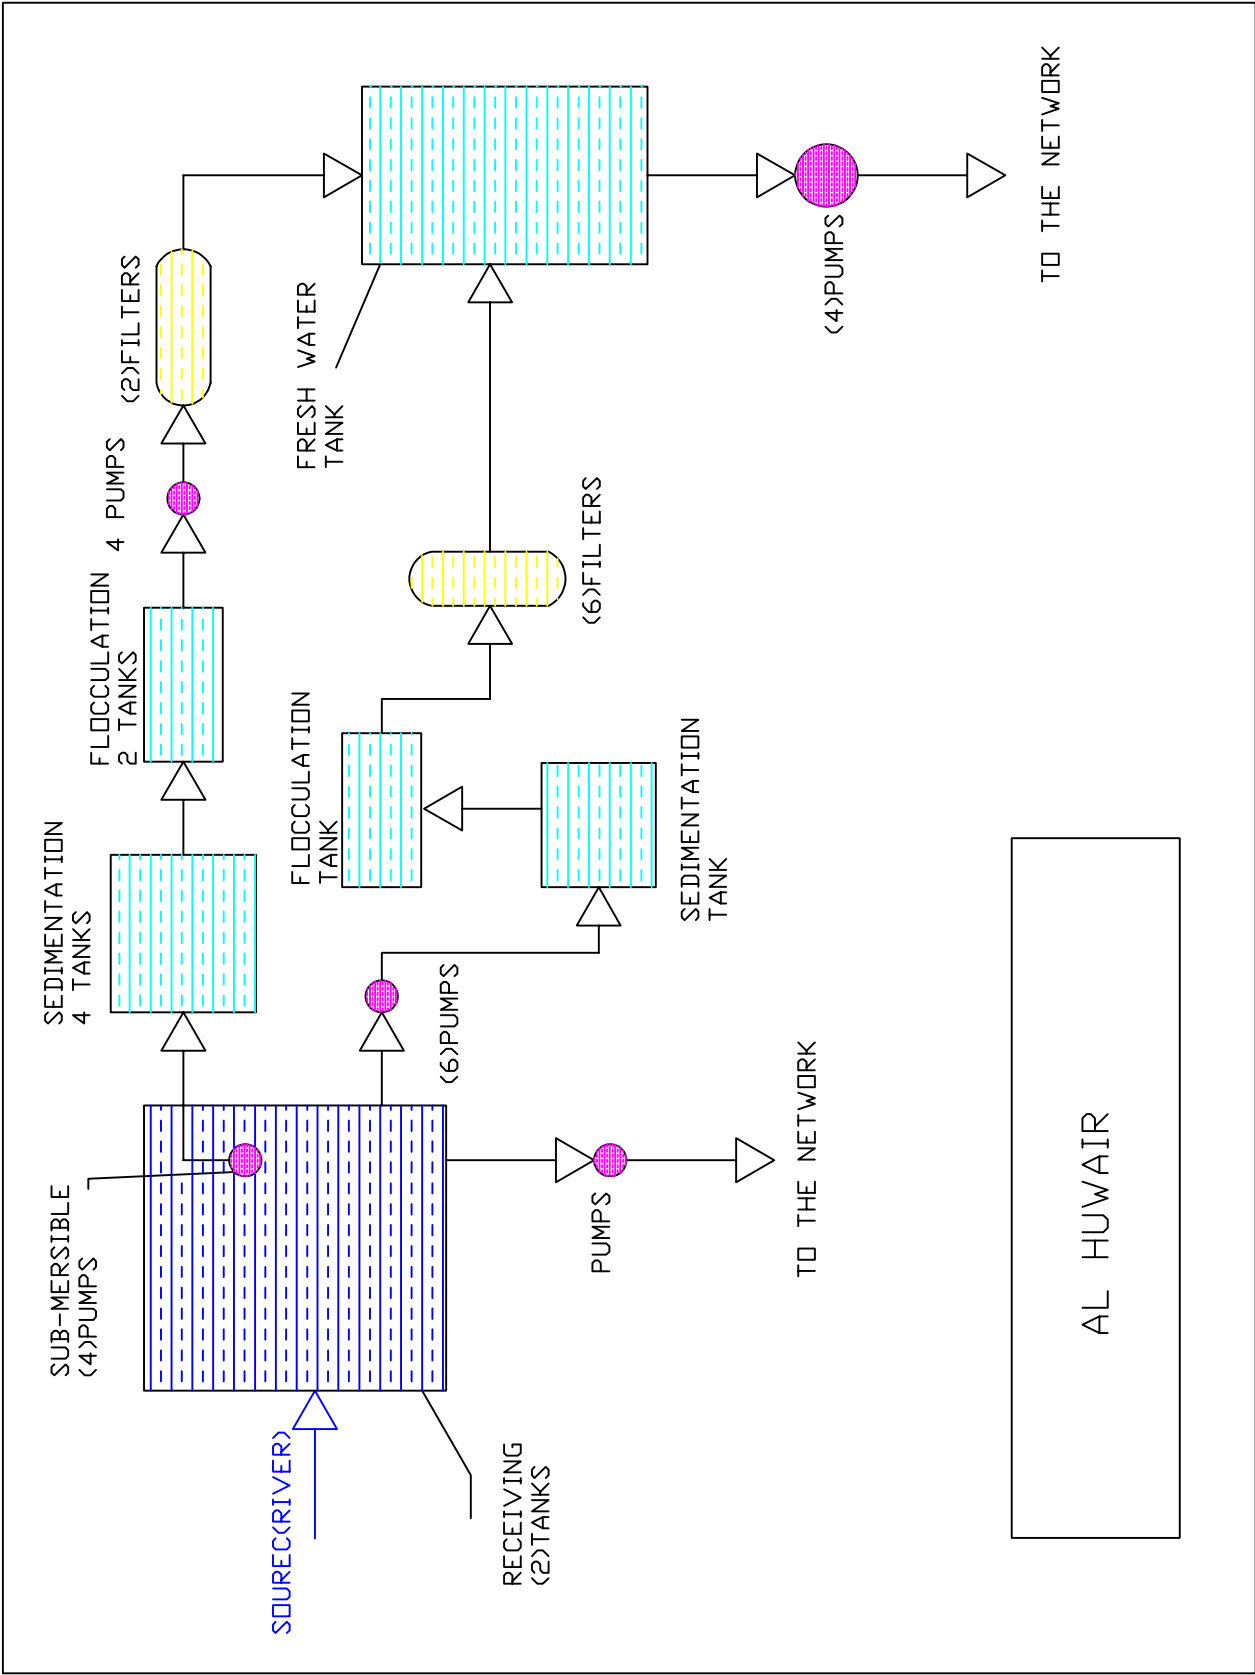 SUB-MERSIBLE
(4)PUMPS
SEDIMENTATION
4 TANKS
FLOCCULATION
2 TANKS
4 PUMPS
(2)FILTERS
SOUREC(RIVER)
FLOCCULATION
TANK
FRESH WATER
TANK
(6)PUMPS
RECEIVING
(2)TANKS
PUMPS
(6)FILTERS
SEDIMENTATION
TANK
TO THE NETWORK
(4)PUMPS
TO THE NETWORK
AL HUWAIR